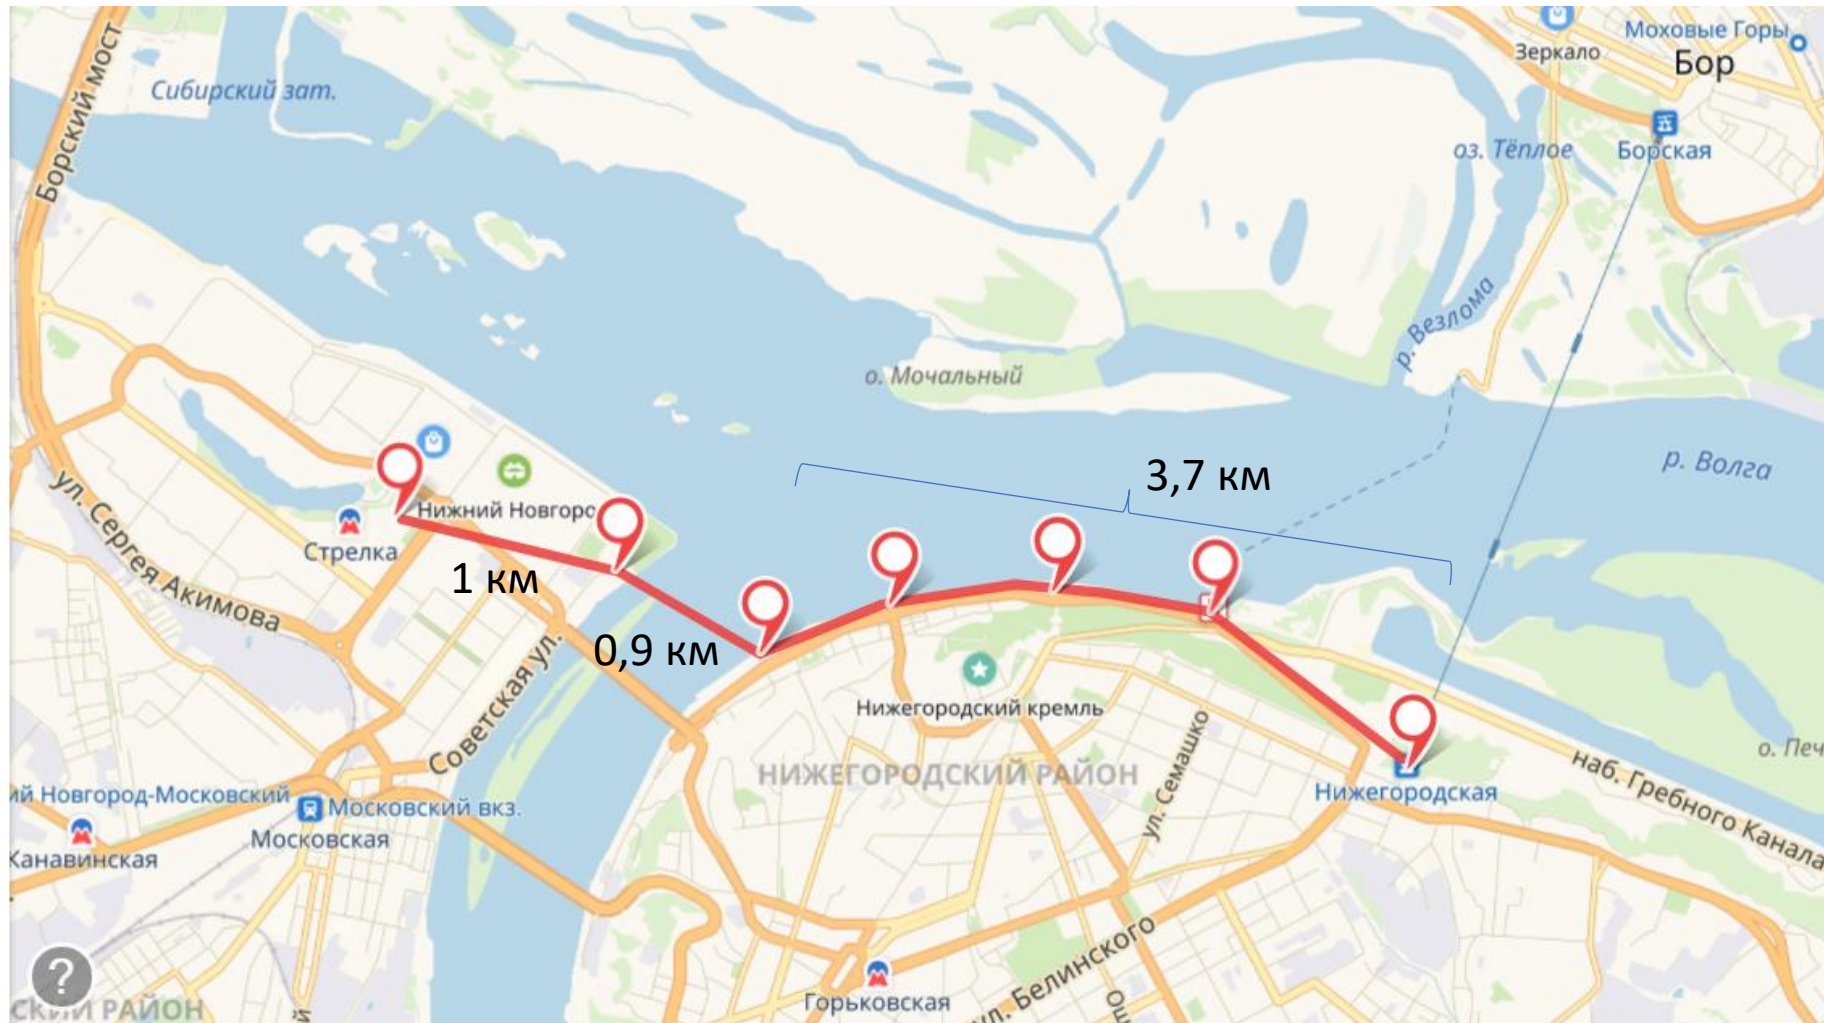 Борский мост
Сибирский зат.
Зеркало
Моховые Горы
Бор
оз. Тёплое
Борская
р. Везлома
о. Мочальный
р. Волга
3,7 км
Нижний Новгоро
Стрелка
1 км
ул. Сергея Акимова
0,9 км
Советская ул.
Нижегородский кремль
НИЖЕГОРОДСКИЙ РАЙОН
ул. Семашко
Нижегородская
о. Печ
наб. Гребного Канала
ий Новгород-Московский
Московский вкз.
Московская
Канавинская
Горьковская
ул. Белинского
Ош
?
СКИЙ РАЙОН
ий